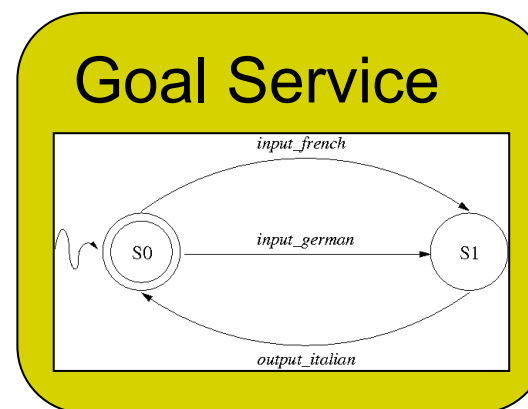 Goal Service
input_french
S0
input_german
S1
output_italian